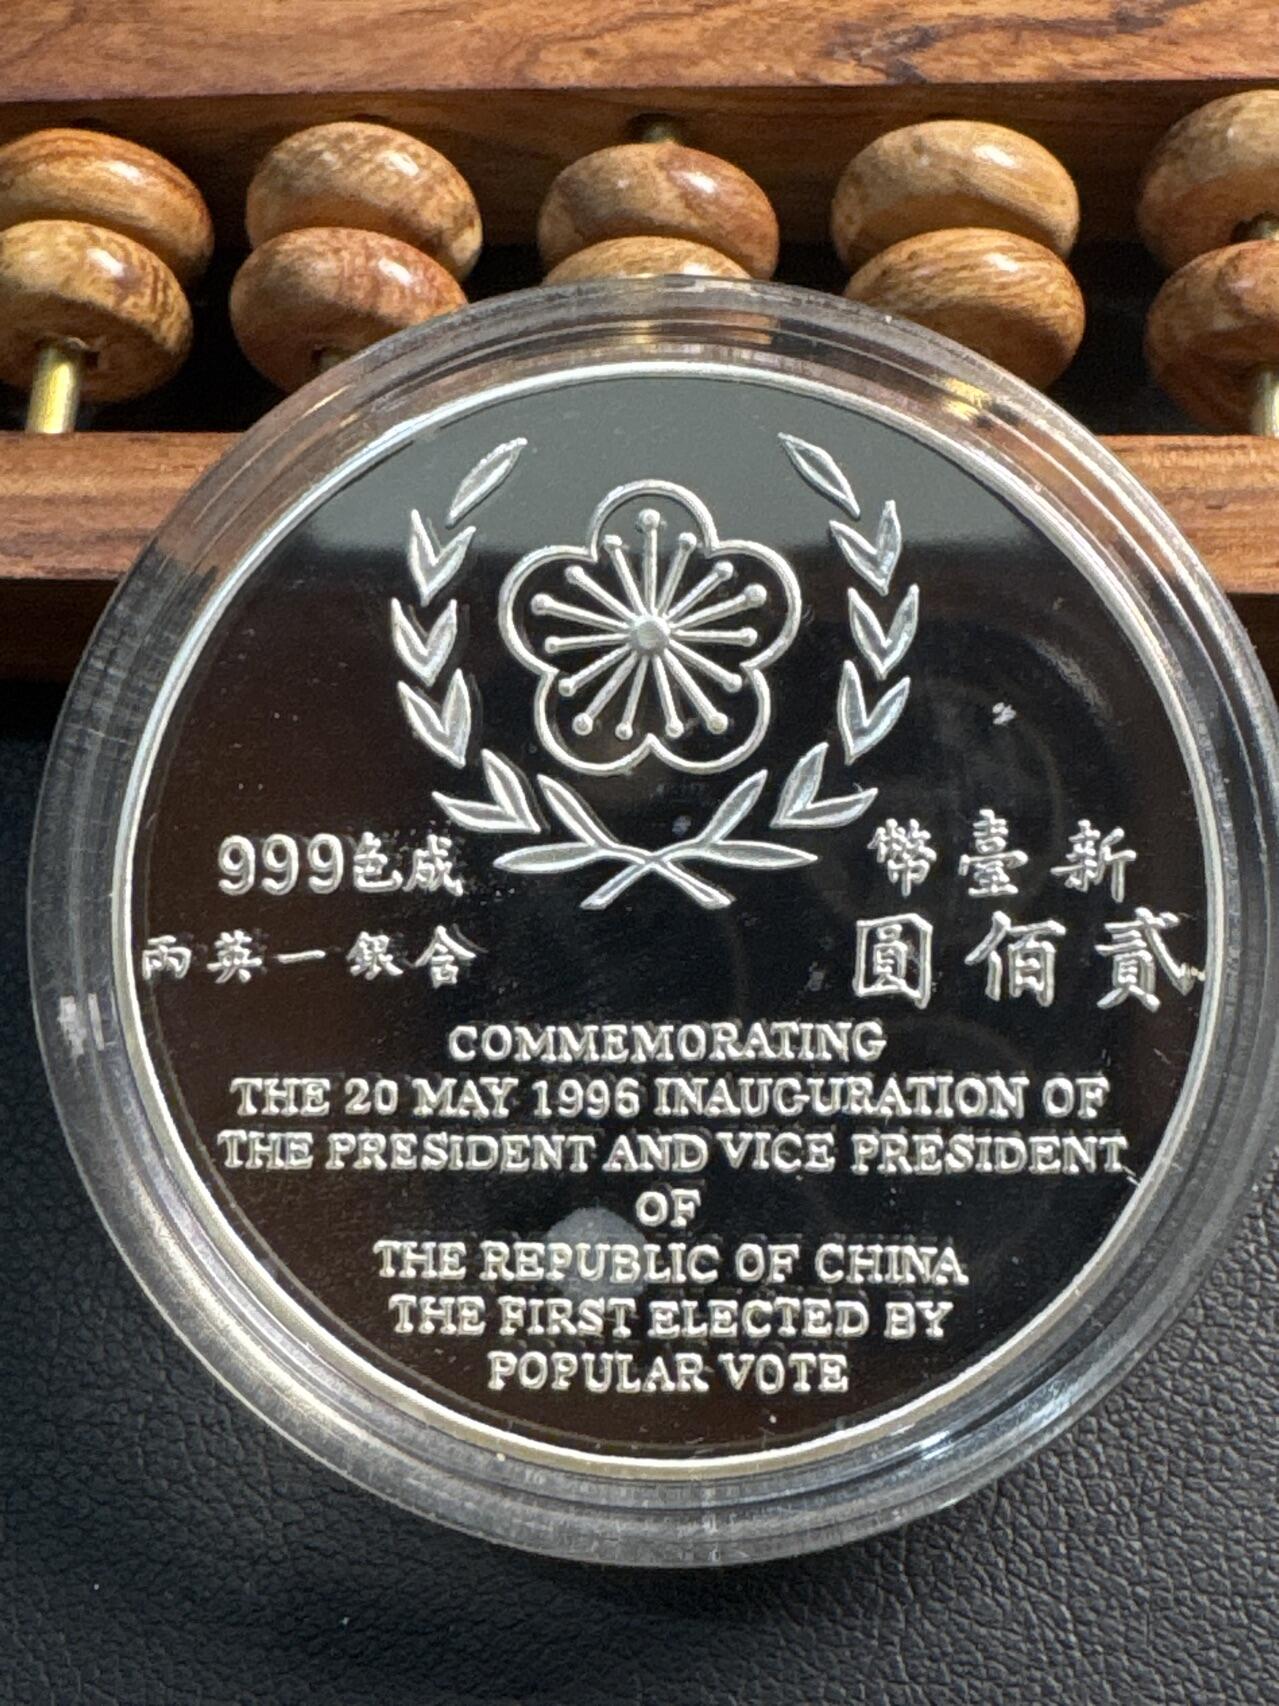 新臺幣
貳佰圓
成色999
含銀一英兩
COMMEMORATING
THE 20 MAY 1996 INAUGURATION OF
THE PRESIDENT AND VICE PRESIDENT
OF
THE REPUBLIC OF CHINA
THE FIRST ELECTED BY
POPULAR VOTE